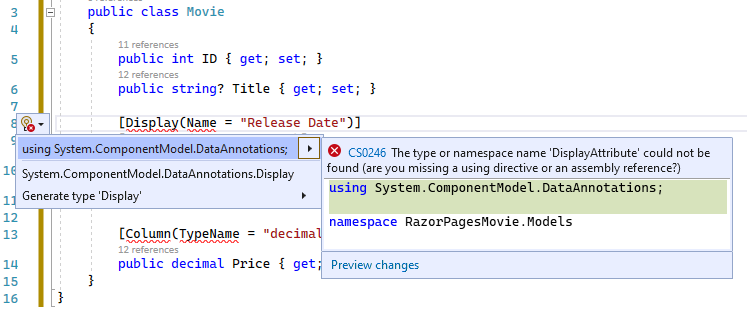 3 public class Movie
4 {
11 references
5 public int ID { get; set; }
12 references
6 public string? Title { get; set; }
7
8 [Display(Name = "Release Date")]
9
using System.ComponentModel.DataAnnotations;
10
System.ComponentModel.DataAnnotations.Display
11
Generate type 'Display'
CS0246 The type or namespace name 'DisplayAttribute' could not be
found (are you missing a using directive or an assembly reference?)
using System.ComponentModel.DataAnnotations;
namespace RazorPagesMovie.Models
Preview changes
12
13 [Column(TypeName = "decimal
12 references
14 public decimal Price { get;
15 }
16 }